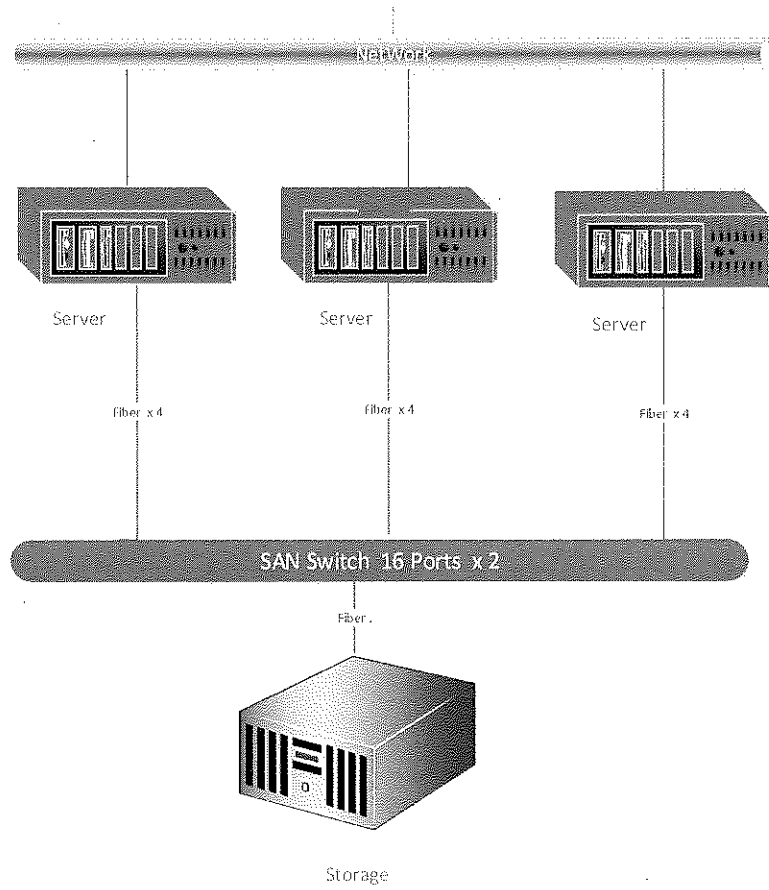 Network
Server
Server
Server
Fiber x 4
Fiber x 4
Fiber x 4
SAN Switch 16 Ports x 2
Fiber.
Storage